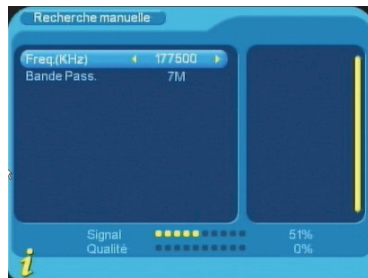 Recherche manuelle
Freq.(KHz) 177500
Bande Pass. 7M
Signal 51%
Qualité 0%